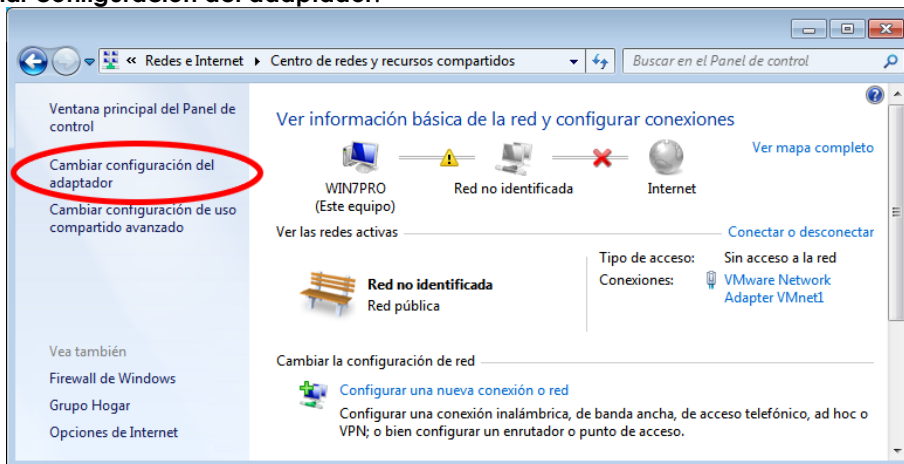 configuración del adaptador.
« Redes e Internet ▸ Centro de redes y recursos compartidos
Buscar en el Panel de control
Ventana principal del Panel de
control
Cambiar configuración del
adaptador
Cambiar configuración de uso
compartido avanzado
Vea también
Firewall de Windows
Grupo Hogar
Opciones de Internet
Ver información básica de la red y configurar conexiones
Ver mapa completo
WIN7PRO
(Este equipo)
Red no identificada
Internet
Ver las redes activas
Conectar o desconectar
Red no identificada
Red pública
Tipo de acceso: Sin acceso a la red
Conexiones: VMware Network
Adapter VMnet1
Cambiar la configuración de red
Configurar una nueva conexión o red
Configurar una conexión inalámbrica, de banda ancha, de acceso telefónico, ad hoc o
VPN; o bien configurar un enrutador o punto de acceso.